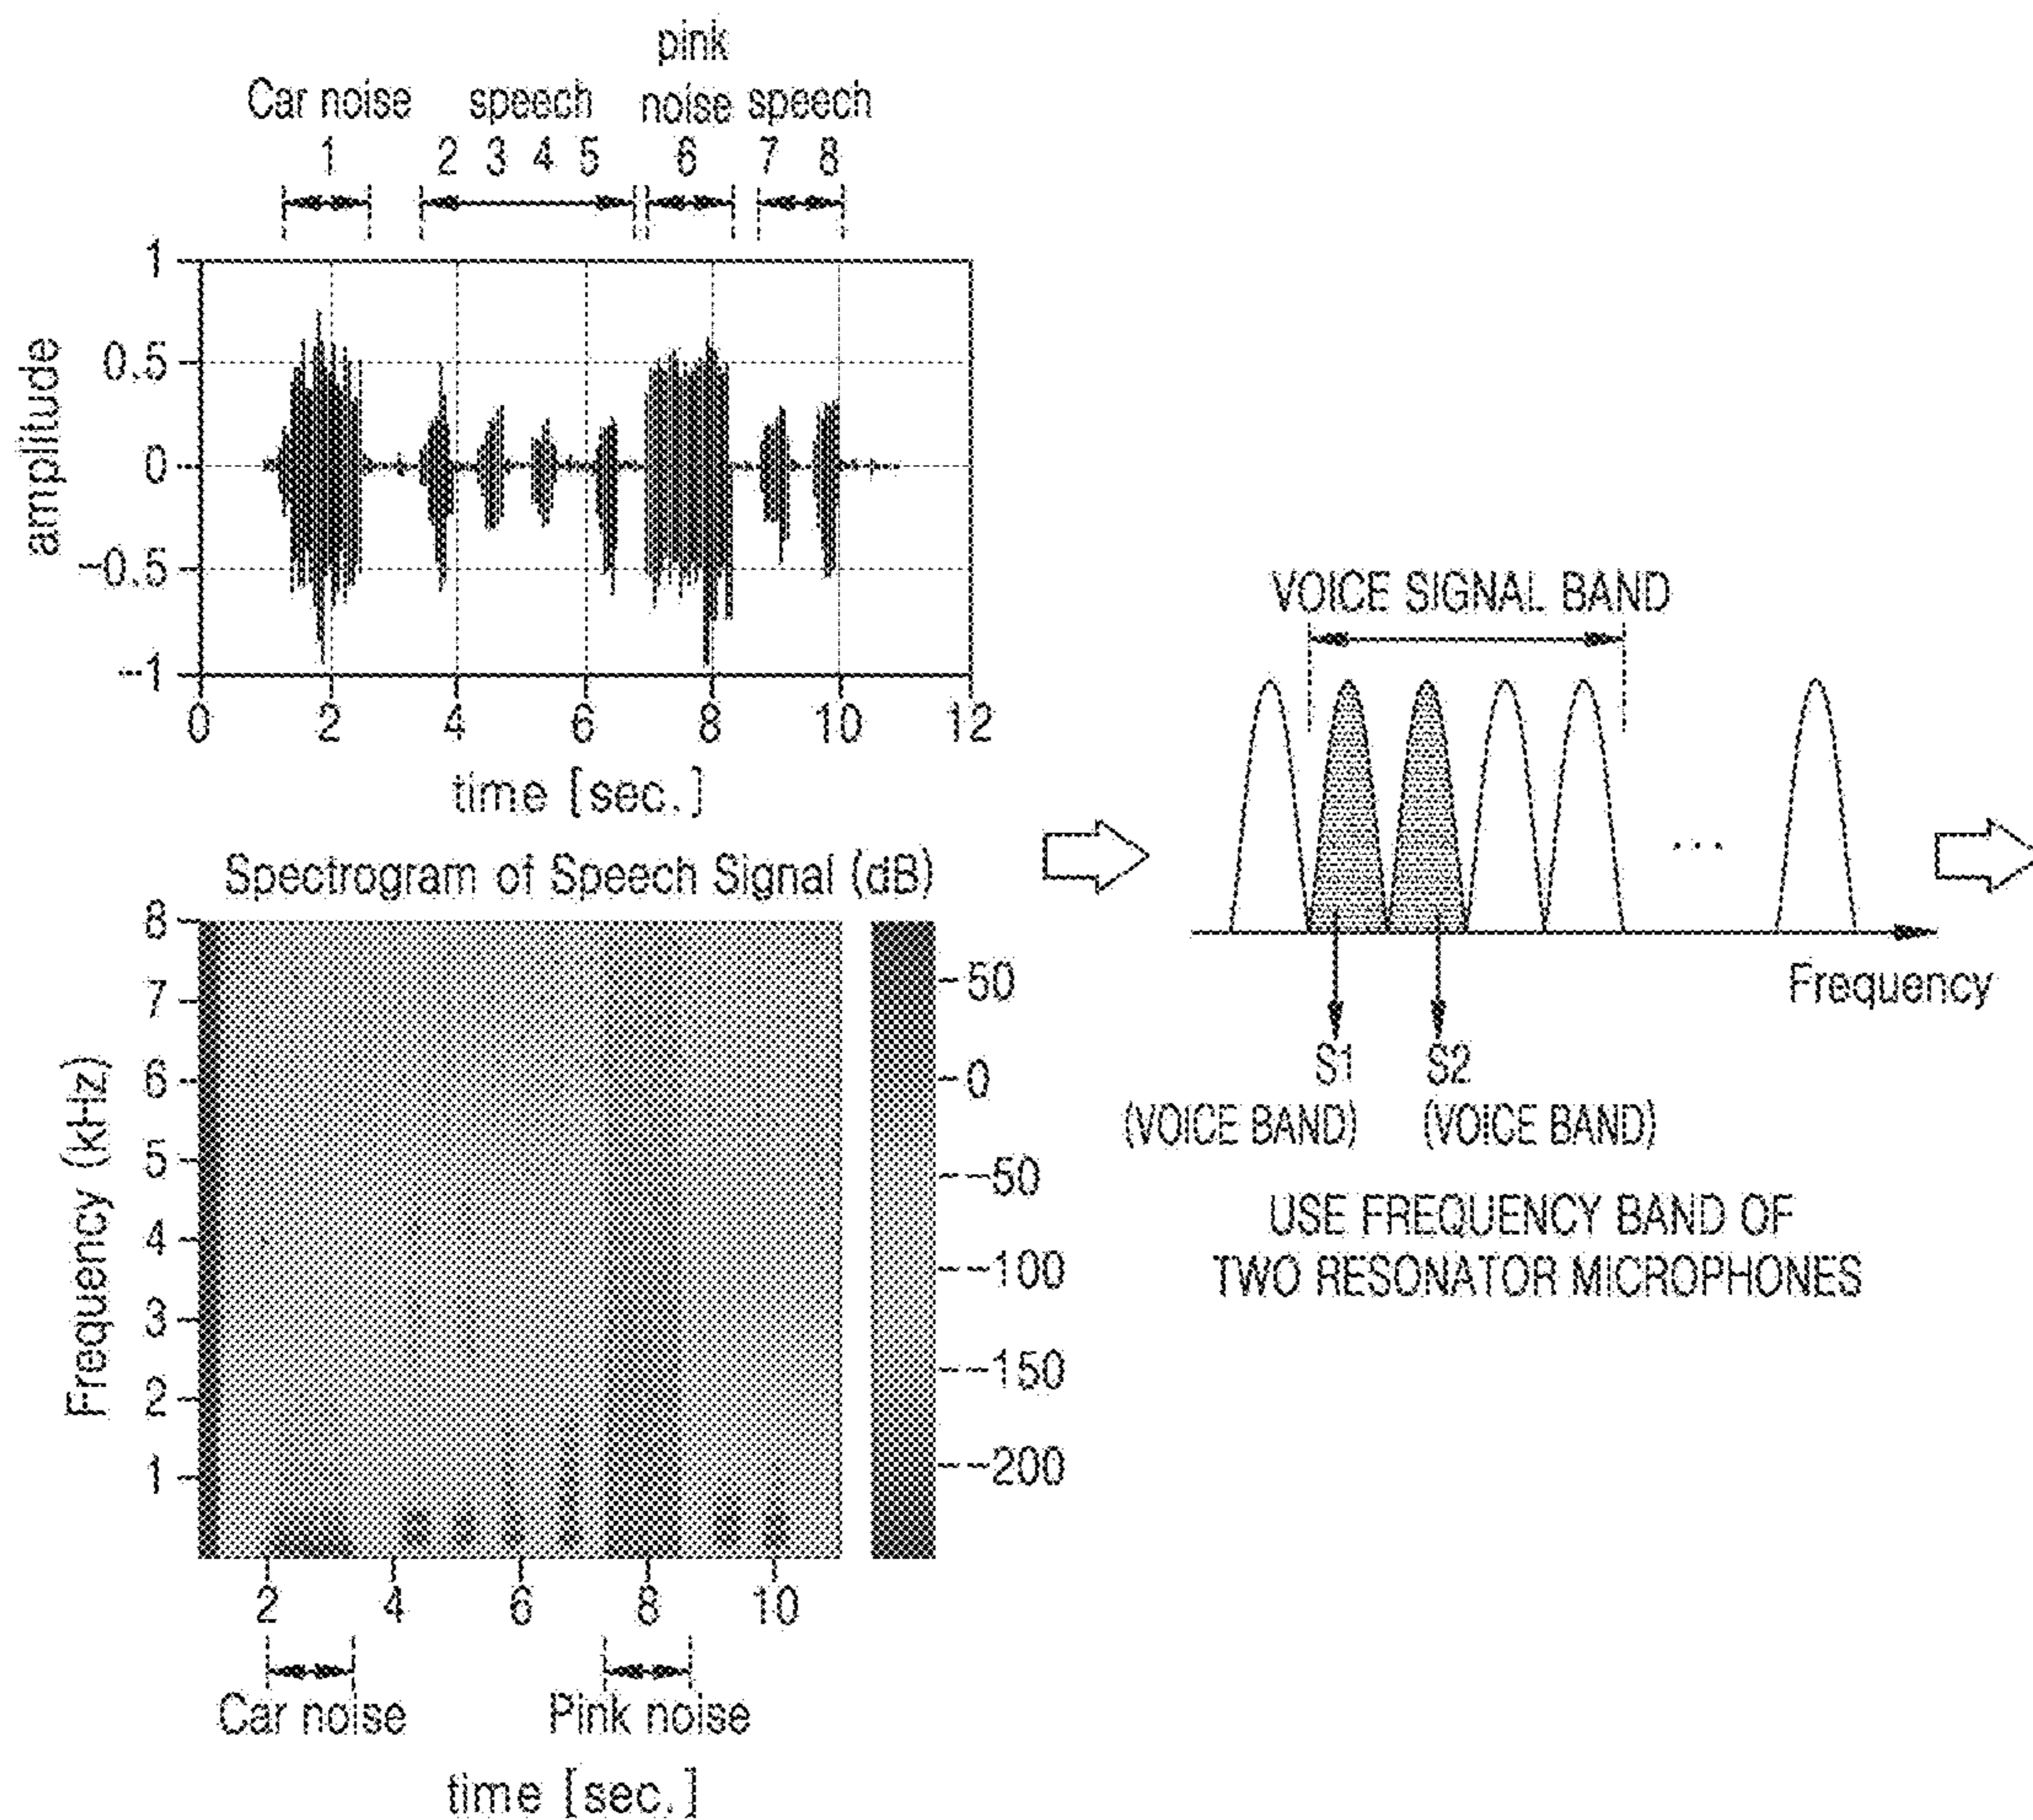 pink
Car noise speech noise speech
1 2 3 4 5 6 7 8
1
0.5
0
-0.5
-1
amplitude
0 2 4 6 8 10 12
time [sec.]
Spectrogram of Speech Signal (dB)
8
7
6
5
4
3
2
1
Frequency (kHz)
50
0
-50
-100
-150
-200
2 4 6 8 10
Car noise Pink noise
time [sec.]
VOICE SIGNAL BAND
...
Frequency
S1 S2
(VOICE BAND) (VOICE BAND)
USE FREQUENCY BAND OF
TWO RESONATOR MICROPHONES